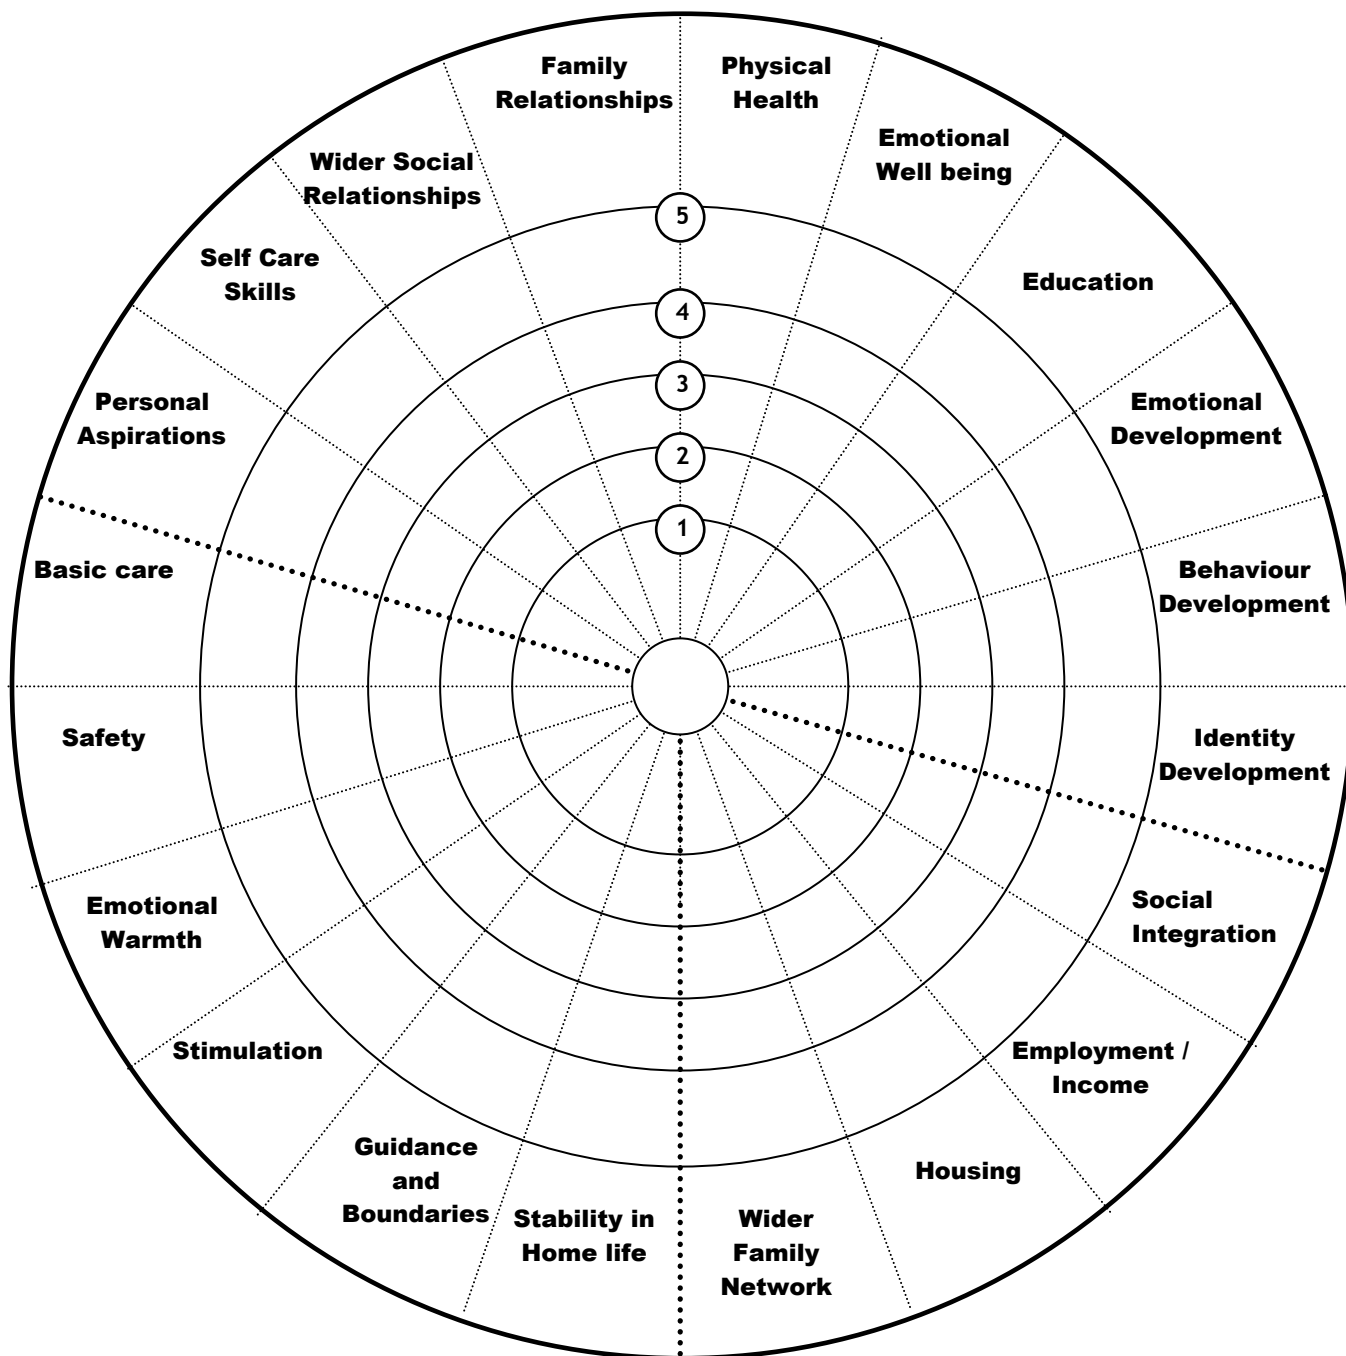 Family
Relationships
Physical
Health
Emotional
Well being
Wider Social
Relationships
Self Care
Skills
Education
Personal
Aspirations
Emotional
Development
Basic care
Behaviour
Development
Safety
Identity
Development
Emotional
Warmth
Social
Integration
Stimulation
Employment /
Income
Guidance
and
Boundaries
Housing
Stability in
Home life
Wider
Family
Network
5
4
3
2
1